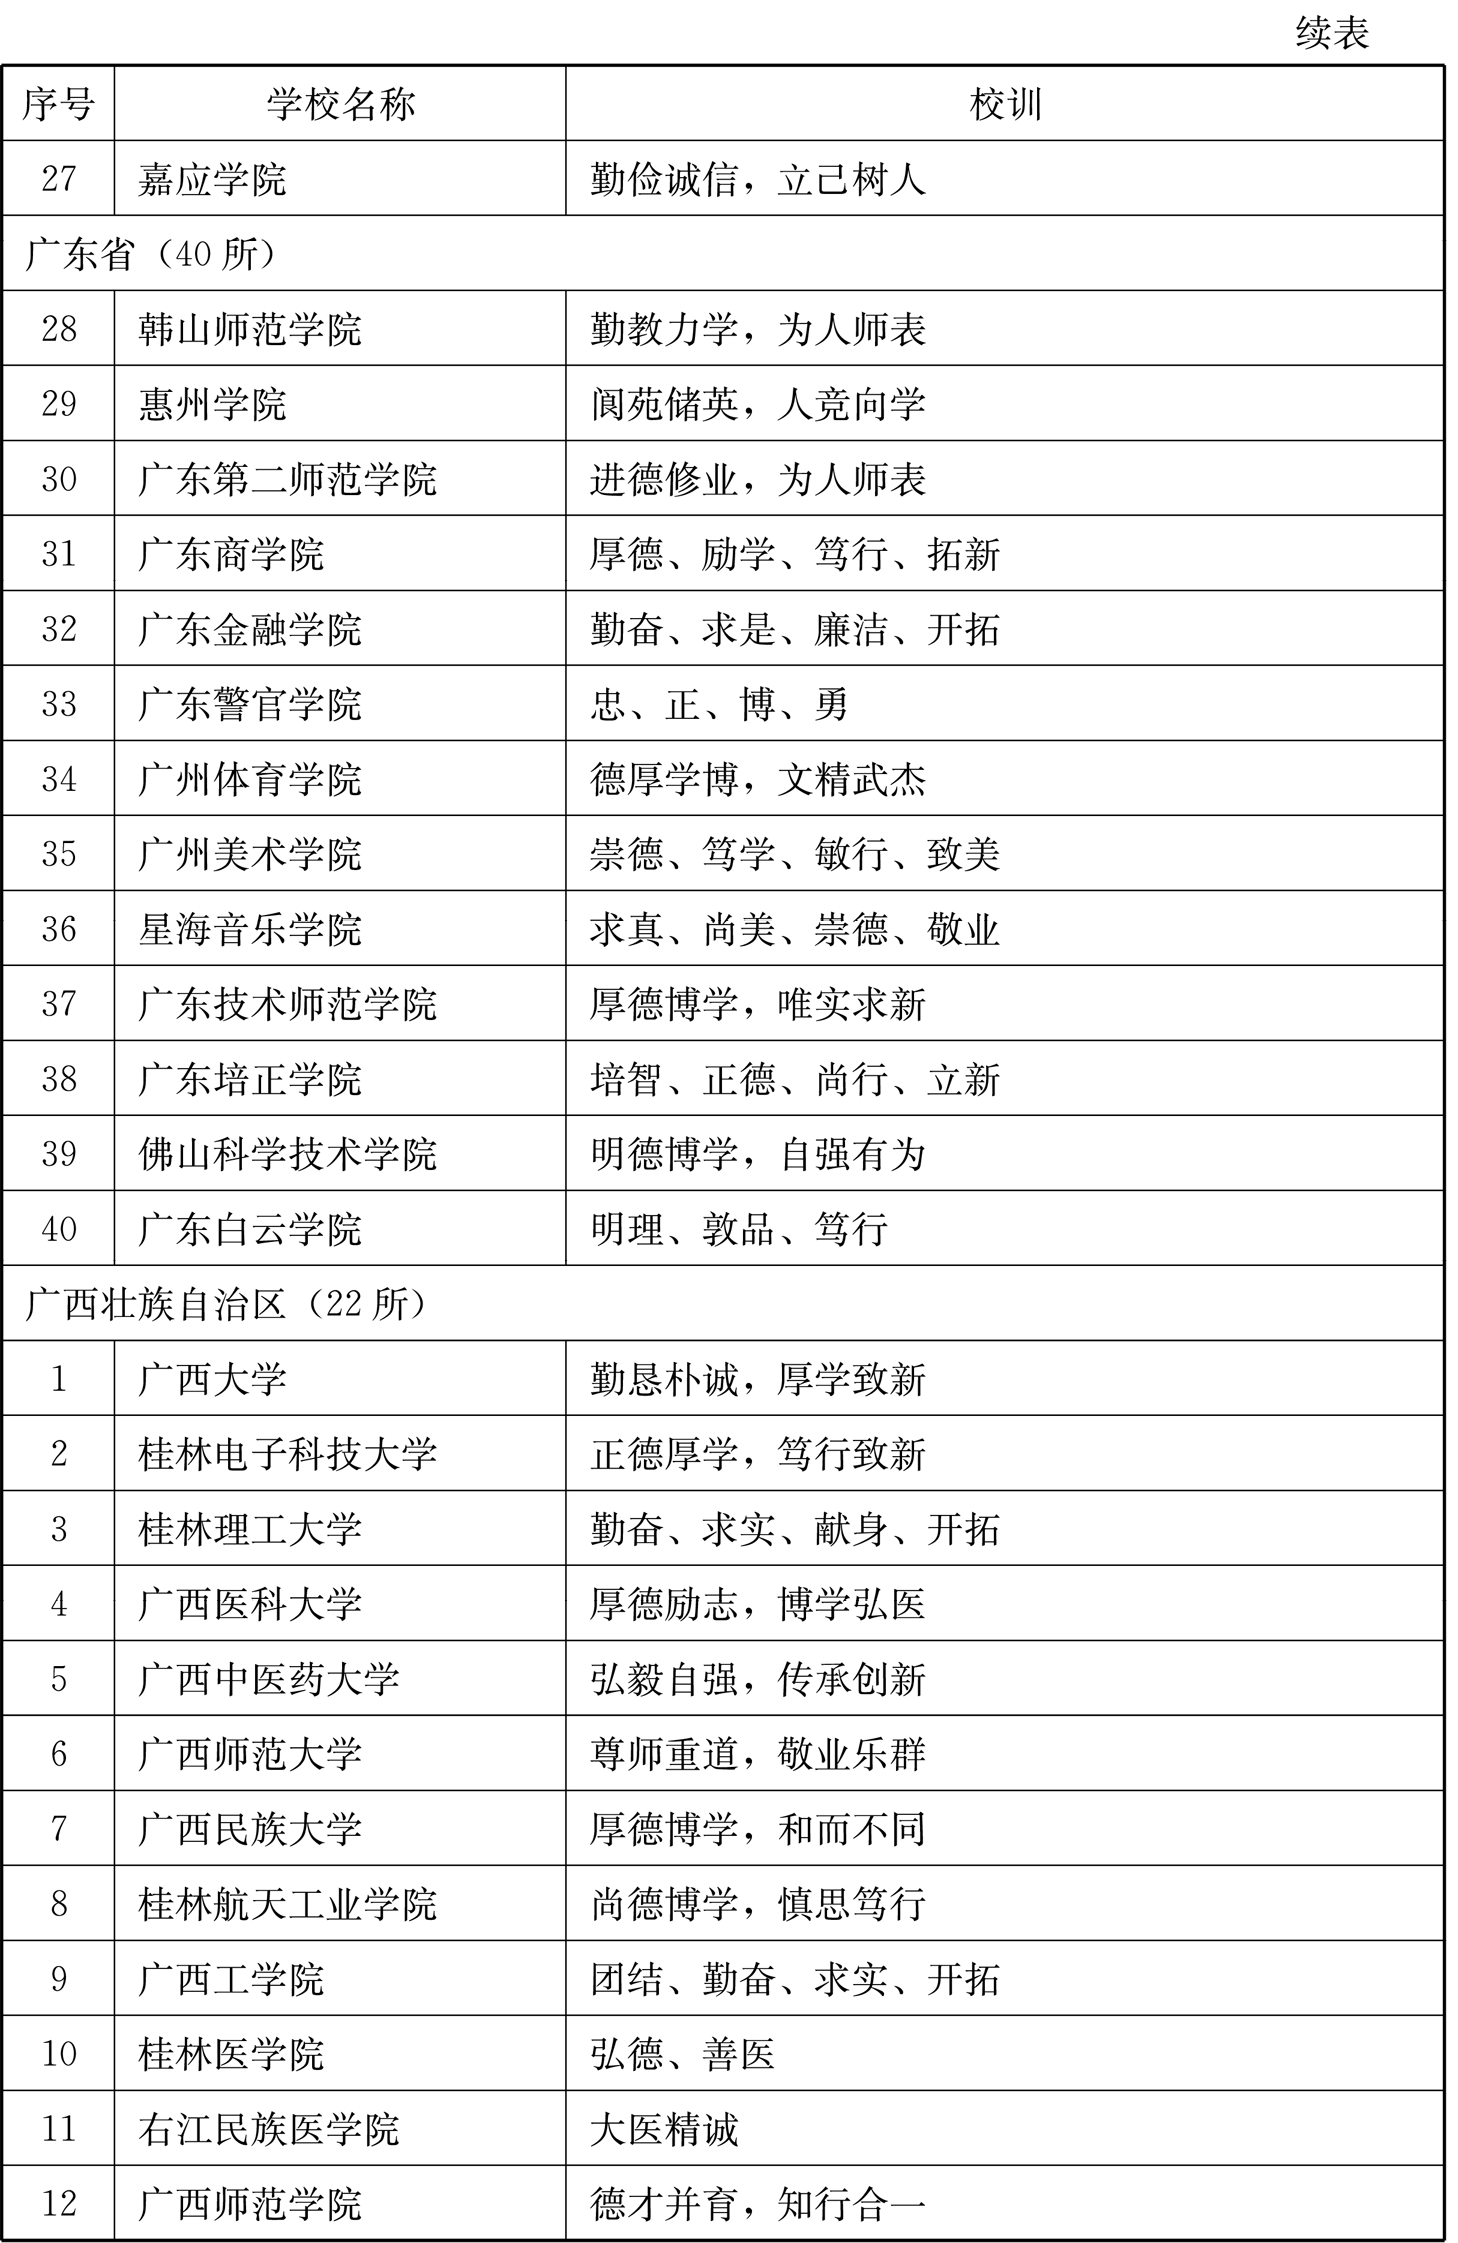 续表
序号 学校名称 校训
27 嘉应学院 勤俭诚信，立己树人
广东省（40 所）
28 韩山师范学院 勤教力学，为人师表
29 惠州学院 阆苑储英，人竞向学
30 广东第二师范学院 进德修业，为人师表
31 广东商学院 厚德、励学、笃行、拓新
32 广东金融学院 勤奋、求是、廉洁、开拓
33 广东警官学院 忠、正、博、勇
34 广州体育学院 德厚学博，文精武杰
35 广州美术学院 崇德、笃学、敏行、致美
36 星海音乐学院 求真、尚美、崇德、敬业
37 广东技术师范学院 厚德博学，唯实求新
38 广东培正学院 培智、正德、尚行、立新
39 佛山科学技术学院 明德博学，自强有为
40 广东白云学院 明理、敦品、笃行
广西壮族自治区（22 所）
1 广西大学 勤恳朴诚，厚学致新
2 桂林电子科技大学 正德厚学，笃行致新
3 桂林理工大学 勤奋、求实、献身、开拓
4 广西医科大学 厚德励志，博学弘医
5 广西中医药大学 弘毅自强，传承创新
6 广西师范大学 尊师重道，敬业乐群
7 广西民族大学 厚德博学，和而不同
8 桂林航天工业学院 尚德博学，慎思笃行
9 广西工学院 团结、勤奋、求实、开拓
10 桂林医学院 弘德、善医
11 右江民族医学院 大医精诚
12 广西师范学院 德才并育，知行合一